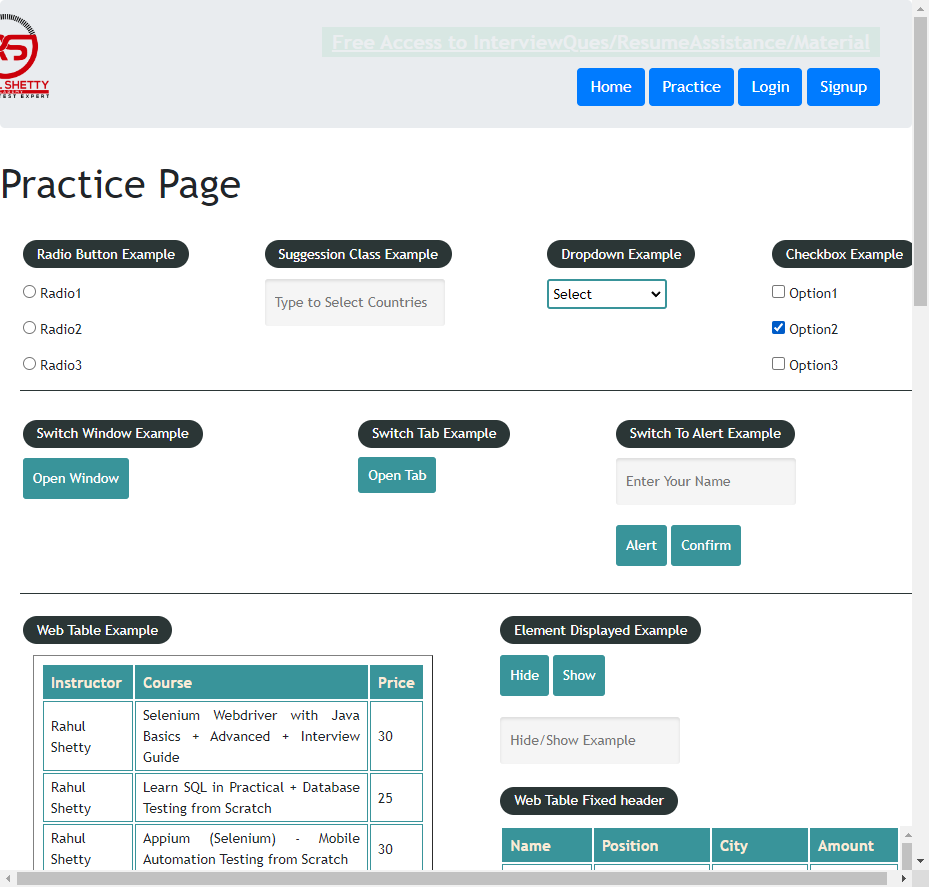 RS
L SHETTY
ACADEMY
TEST EXPERT
Free Access to InterviewQues/ResumeAssistance/Material
Home Practice Login Signup
Practice Page
Radio Button Example Suggession Class Example Dropdown Example Checkbox Example
Radio1 Type to Select Countries Select Option1
Radio2 Option2
Radio3 Option3
Switch Window Example Switch Tab Example Switch To Alert Example
Open Window Open Tab Enter Your Name
Alert Confirm
Web Table Example Element Displayed Example
Hide Show
Instructor Course Price
Rahul Shetty Selenium Webdriver with Java
Basics + Advanced + Interview
Guide 30
Hide/Show Example
Rahul Shetty Learn SQL in Practical + Database
Testing from Scratch 25
Web Table Fixed header
Rahul Shetty Appium (Selenium) - Mobile
Automation Testing from Scratch 30
Name Position City Amount